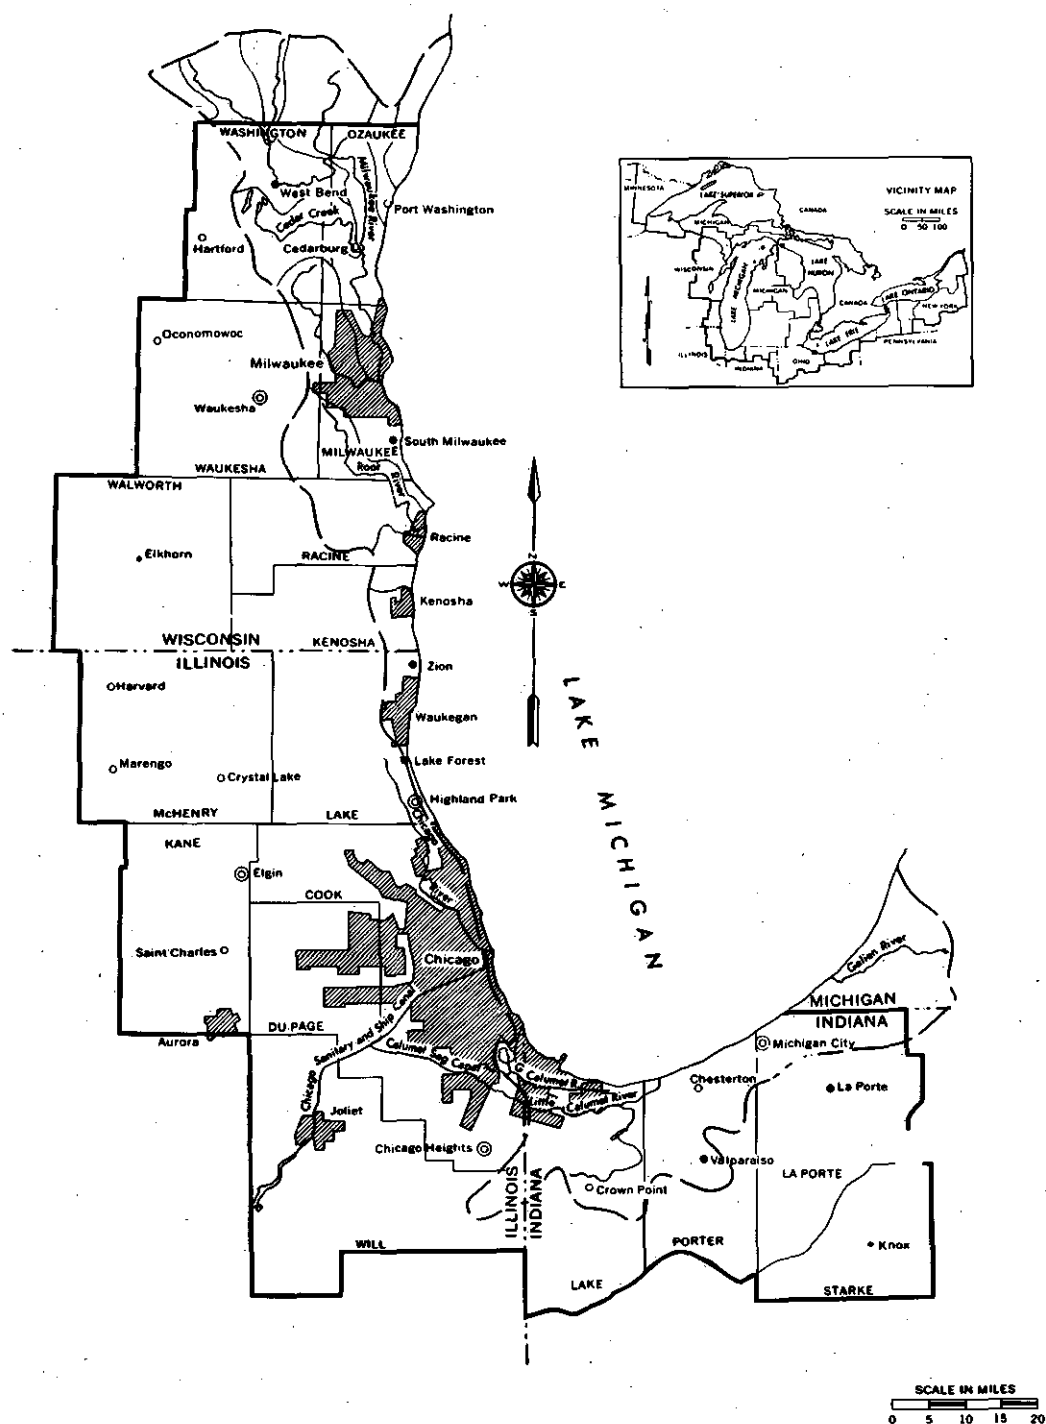 WASHINGTON
OZAUKEE
West Bend
Milwaukee River
Port Washington
Cedar Creek
Hartford
Cedarburg
Oconomowoc
Milwaukee
Waukesha
South Milwaukee
MILWAUKEE
Root
River
WAUKESHA
WALWORTH
Elkhorn
RACINE
Racine
Kenosha
WISCONSIN
KENOSHA
ILLINOIS
Zion
Harvard
Waukegan
Marengo
Crystal Lake
Lake Forest
Highland Park
Chicago
River
McHENRY
LAKE
KANE
Elgin
COOK
Saint Charles
Chicago
Aurora
DU PAGE
Chicago Sanitary and Ship Canal
Calumet Sag Canal
G Calumet R.
Little Calumet River
Joliet
Chicago Heights
ILLINOIS
INDIANA
WILL
Crown Point
LAKE
Chesterton
Valparaiso
PORTER
Michigan City
La Porte
LA PORTE
Knox
STARKE
Galien River
MICHIGAN
INDIANA
LAKE MICHIGAN
N
W
E
S
VICINITY MAP
SCALE IN MILES
0 50 100
MINNESOTA
LAKE SUPERIOR
CANADA
MICHIGAN
WISCONSIN
LAKE MICHIGAN
MICHIGAN
LAKE
HURON
CANADA
LAKE ONTARIO
NEW YORK
LAKE ERIE
PENNSYLVANIA
ILLINOIS
INDIANA
OHIO
SCALE IN MILES
0 5 10 15 20